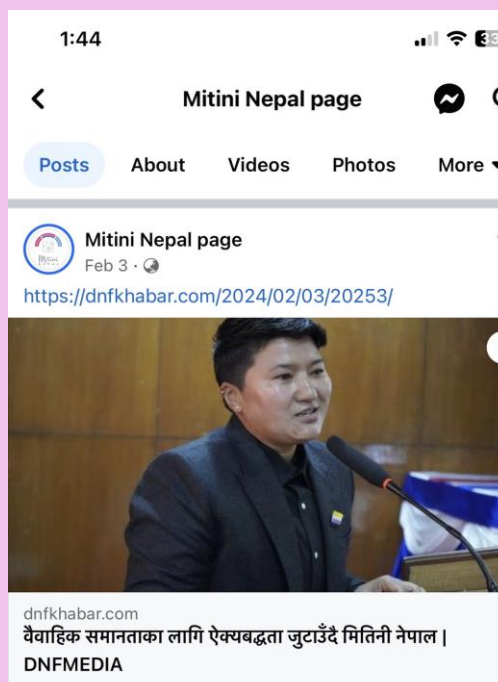 1:44
Mitini Nepal page
Posts About Videos Photos More
Mitini Nepal page
Feb 3
https://dnfkhabar.com/2024/02/03/20253/
dnfkhabar.com
वैवाहिक समानताका लागि ऐक्यबद्धता जुटाउँदै मितिनी नेपाल |
DNFMEDIA